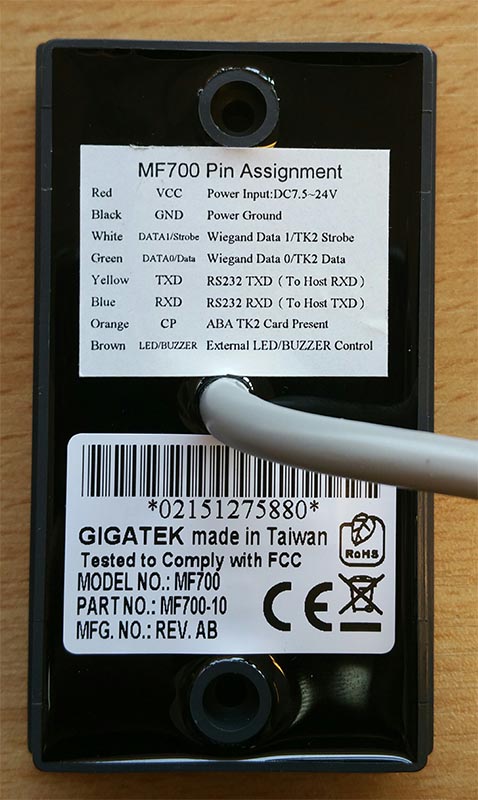 MF700 Pin Assignment
Red VCC Power Input:DC7.5~24V
Black GND Power Ground
White DATA1/Strobe Wiegand Data 1/TK2 Strobe
Green DATA0/Data Wiegand Data 0/TK2 Data
Yellow TXD RS232 TXD ( To Host RXD )
Blue RXD RS232 RXD ( To Host TXD )
Orange CP ABA TK2 Card Present
Brown LED/BUZZER External LED/BUZZER Control
*02151275880*
GIGATEK made in Taiwan
Tested to Comply with FCC
RoHS
MODEL NO.: MF700
PART NO.: MF700-10
MFG. NO.: REV. AB
CE